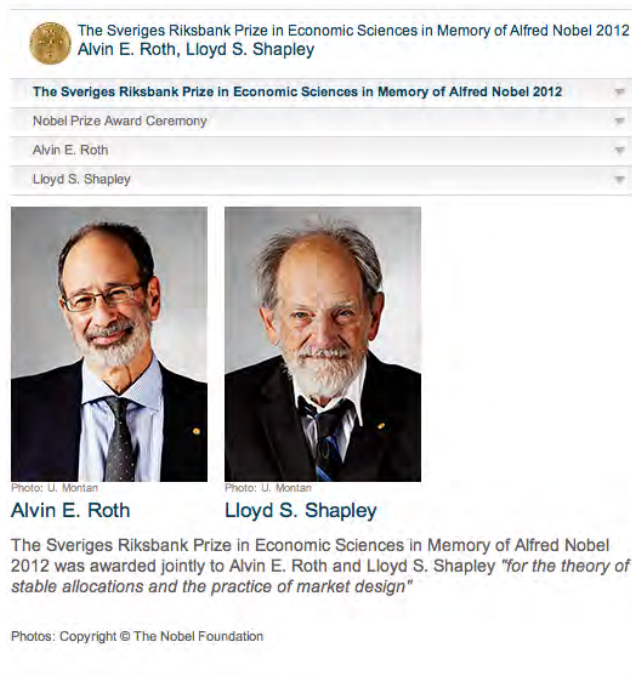 The Sveriges Riksbank Prize in Economic Sciences in Memory of Alfred Nobel 2012
Alvin E. Roth, Lloyd S. Shapley
The Sveriges Riksbank Prize in Economic Sciences in Memory of Alfred Nobel 2012
Nobel Prize Award Ceremony
Alvin E. Roth
Lloyd S. Shapley
Photo: U. Montan
Photo: U. Montan
Alvin E. Roth
Lloyd S. Shapley
The Sveriges Riksbank Prize in Economic Sciences in Memory of Alfred Nobel
2012 was awarded jointly to Alvin E. Roth and Lloyd S. Shapley "for the theory of
stable allocations and the practice of market design"
Photos: Copyright © The Nobel Foundation